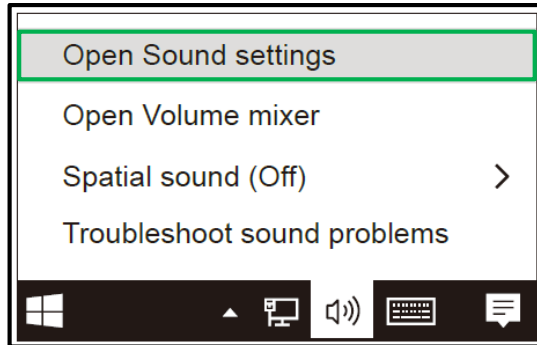 Open Sound settings
Open Volume mixer
Spatial sound (Off)
Troubleshoot sound problems